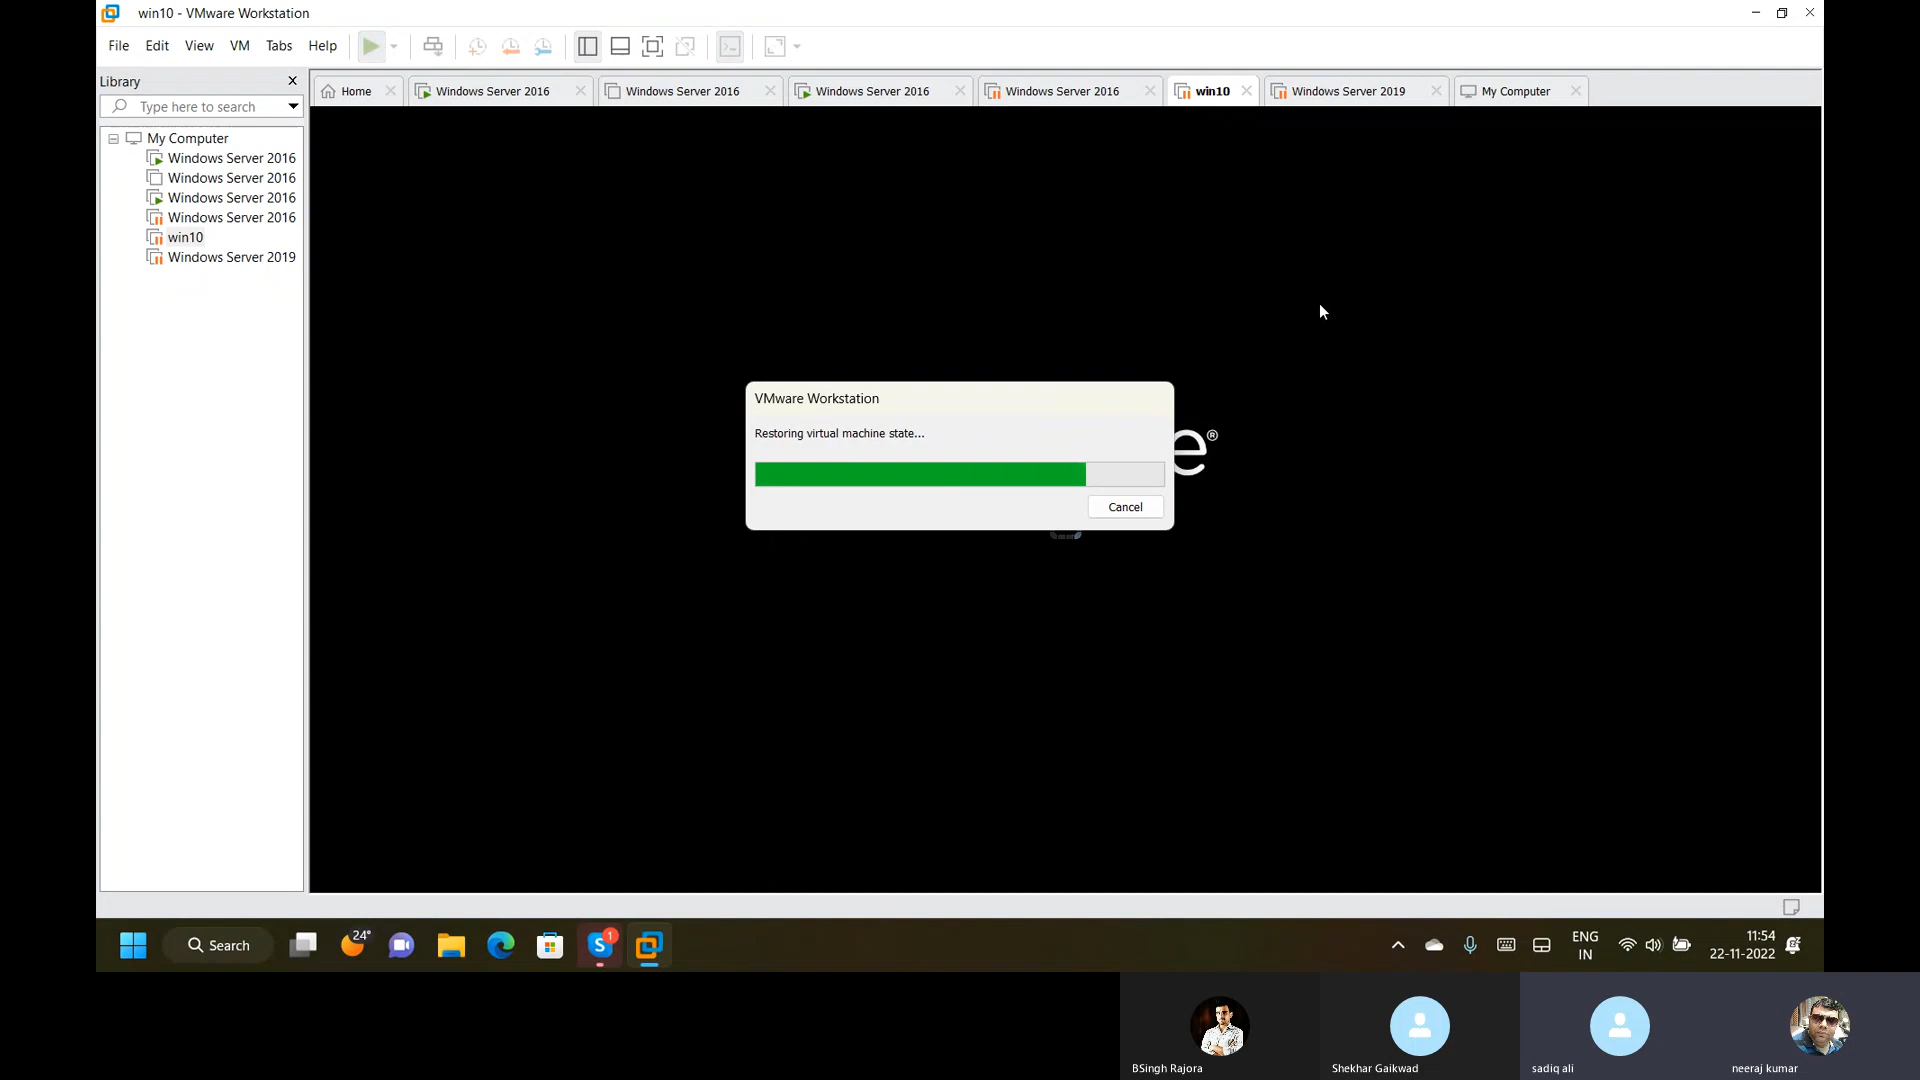 win10 - VMware Workstation
File Edit View VM Tabs Help
Library
Type here to search
Home
Windows Server 2016
Windows Server 2016
Windows Server 2016
Windows Server 2016
win10
Windows Server 2019
My Computer
My Computer
Windows Server 2016
Windows Server 2016
Windows Server 2016
Windows Server 2016
win10
Windows Server 2019
VMware Workstation
Restoring virtual machine state...
Cancel
e®
Search
24°
S
1
ENG
IN
11:54
22-11-2022
BSingh Rajora
Shekhar Gaikwad
sadiq ali
neeraj kumar